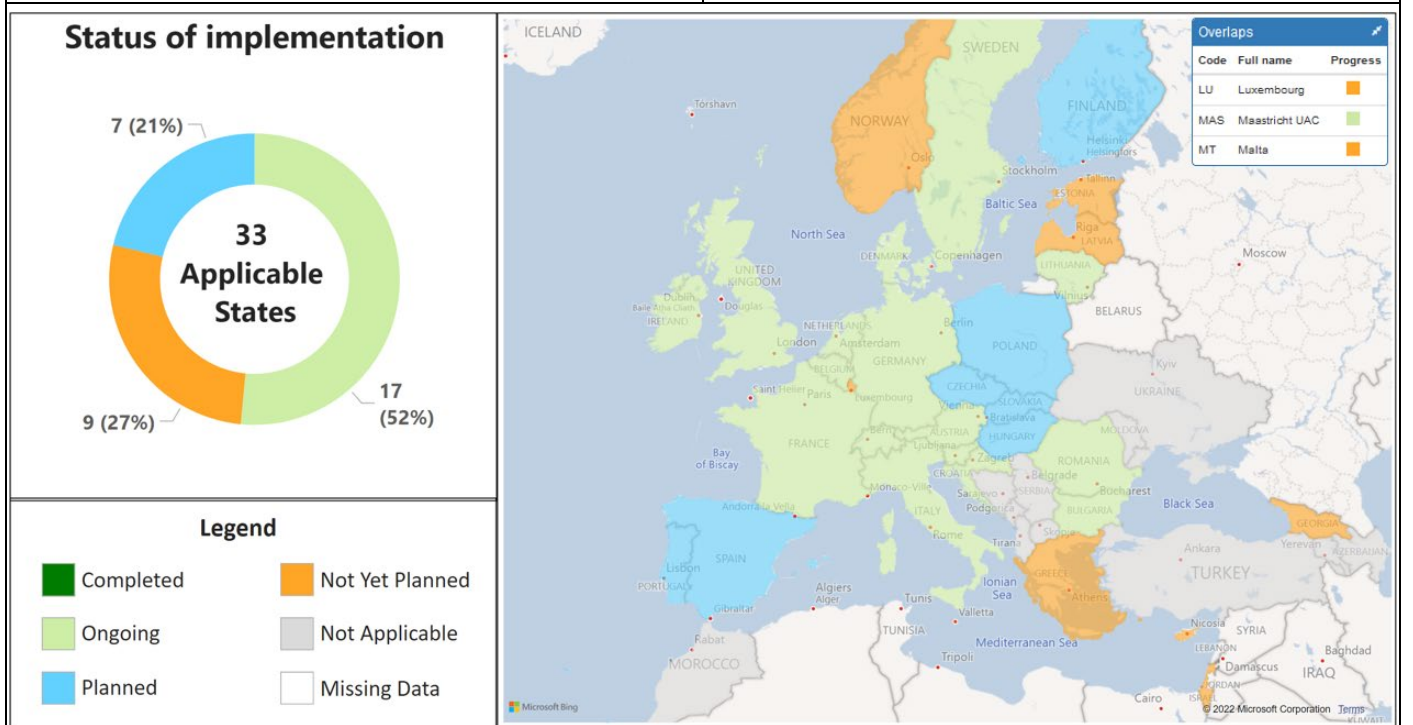 Status of implementation
7 (21%)
33
Applicable
States
9 (27%)
17
(52%)
Legend
Completed
Not Yet Planned
Ongoing
Not Applicable
Planned
Missing Data
Overlaps
Code Full name Progress
LU Luxembourg
MAS Maastricht UAC
MT Malta
ICELAND
SWEDEN
Tórshavn
FINLAND
NORWAY
Helsinki
Helsingfors
Oslo
Stockholm
Tallinn
ESTONIA
Baltic Sea
Riga
LATVIA
North Sea
Moscow
DENMARK
Copenhagen
LITHUANIA
UNITED
KINGDOM
Vilnius
Dublin
Baile Átha Cliath
Douglas
IRELAND
BELARUS
NETHERLANDS
Berlin
London
Amsterdam
POLAND
GERMANY
BELGIUM
Kyiv
CZECHIA
UKRAINE
Saint Helier
Paris
Luxembourg
SLOVAKIA
Vienna
Bratislava
HUNGARY
MOLDOVA
Bern
AUSTRIA
FRANCE
Ljubljana
Bay
of Biscay
Zagreb
ROMANIA
CROATIA
Belgrade
Monaco-Ville
Sarajevo
SERBIA
Bucharest
Andorra la Vella
ITALY
Podgorica
BULGARIA
Black Sea
Skopje
GEORGIA
Rome
Tirana
SPAIN
Ankara
Yerevan
AZERBAIJAN
Lisbon
PORTUGAL
GREECE
TURKEY
Ionian
Sea
Athens
Algiers
Alger
Tunis
Gibraltar
Valletta
Nicosia
TUNISIA
SYRIA
Rabat
Mediterranean Sea
LEBANON
Baghdad
MOROCCO
Tripoli
Damascus
IRAQ
JORDAN
Cairo
ISRAEL
Microsoft Bing
© 2022 Microsoft Corporation Terms
KUWAIT